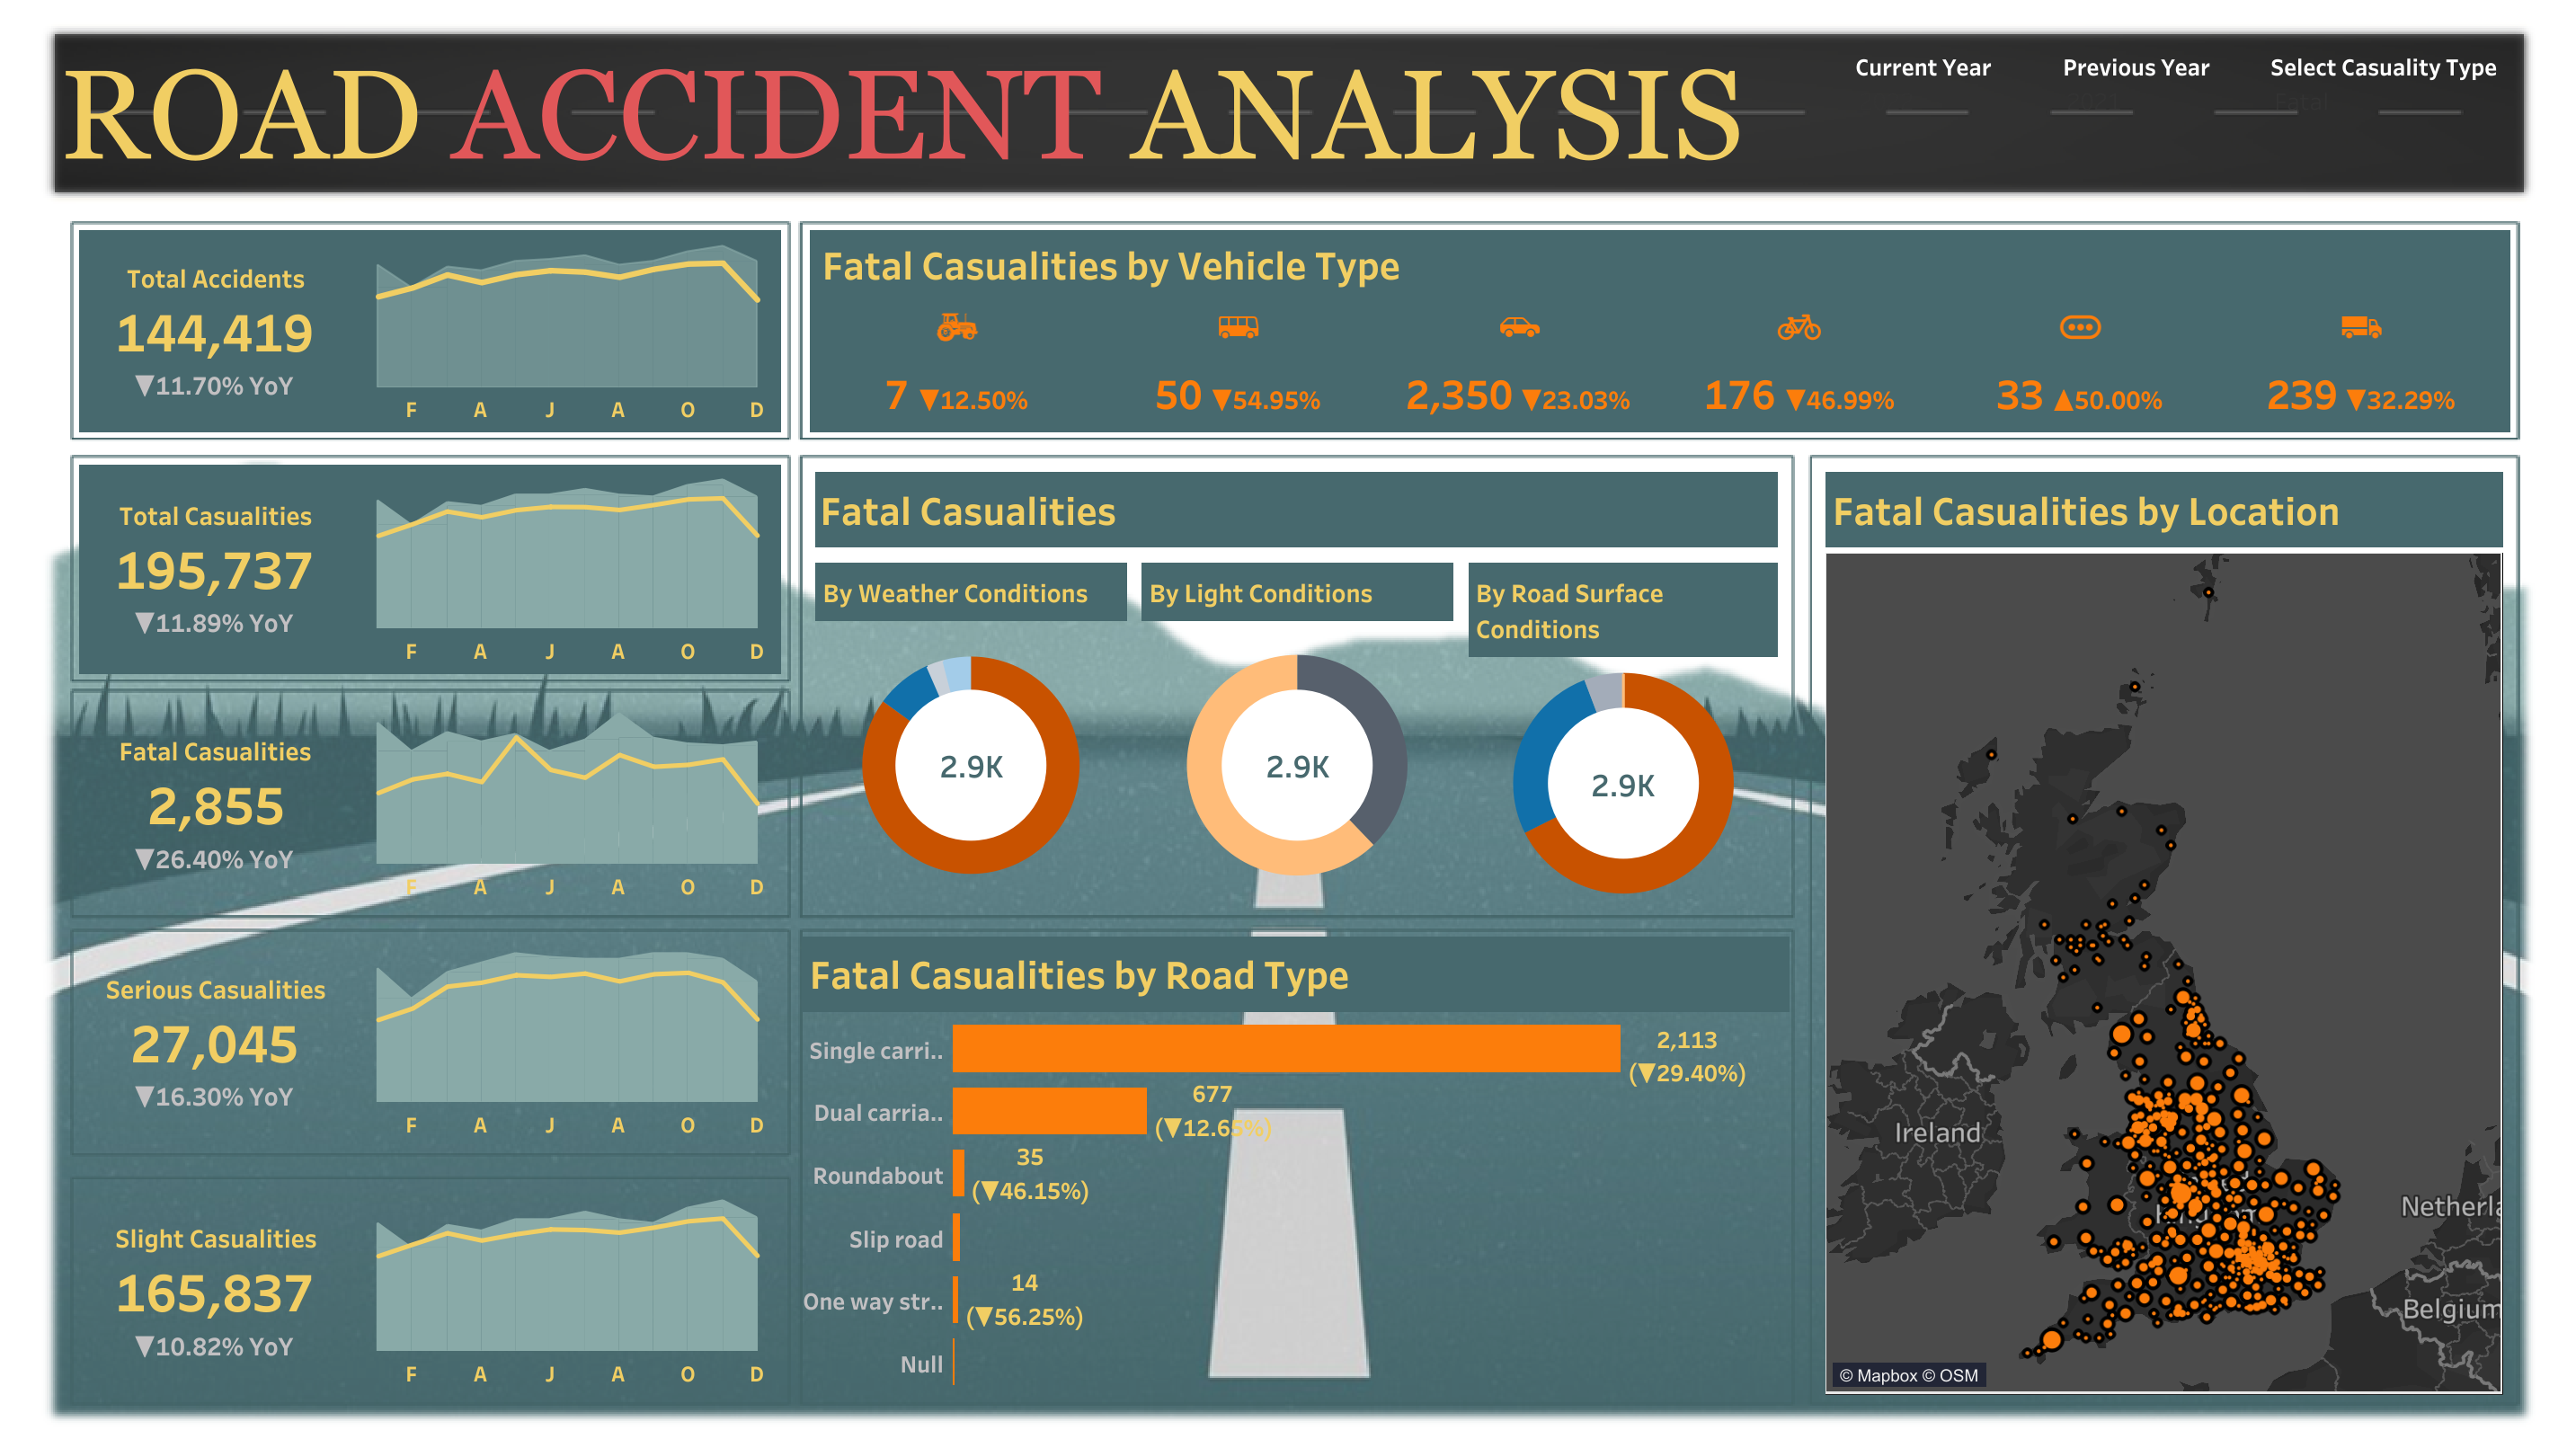 ROAD ACCIDENT ANALYSIS
Current Year
Previous Year
Select Casuality Type
Fatal
Total Accidents
144,419
▼11.70% YoY
F A J A O D
Fatal Casualities by Vehicle Type
7 ▼12.50%
50 ▼54.95%
2,350 ▼23.03%
176 ▼46.99%
33 ▲50.00%
239 ▼32.29%
Total Casualities
195,737
▼11.89% YoY
F A J A O D
Fatal Casualities
2,855
▼26.40% YoY
F A J A O D
Serious Casualities
27,045
▼16.30% YoY
F A J A O D
Slight Casualities
165,837
▼10.82% YoY
F A J A O D
Fatal Casualities
By Weather Conditions
2.9K
By Light Conditions
2.9K
By Road Surface
Conditions
2.9K
Fatal Casualities by Road Type
Single carri..
2,113
(▼29.40%)
Dual carria..
677
(▼12.65%)
Roundabout
35
(▼46.15%)
Slip road
One way str..
14
(▼56.25%)
Null
Fatal Casualities by Location
Ireland
Netherla
Belgium
© Mapbox © OSM